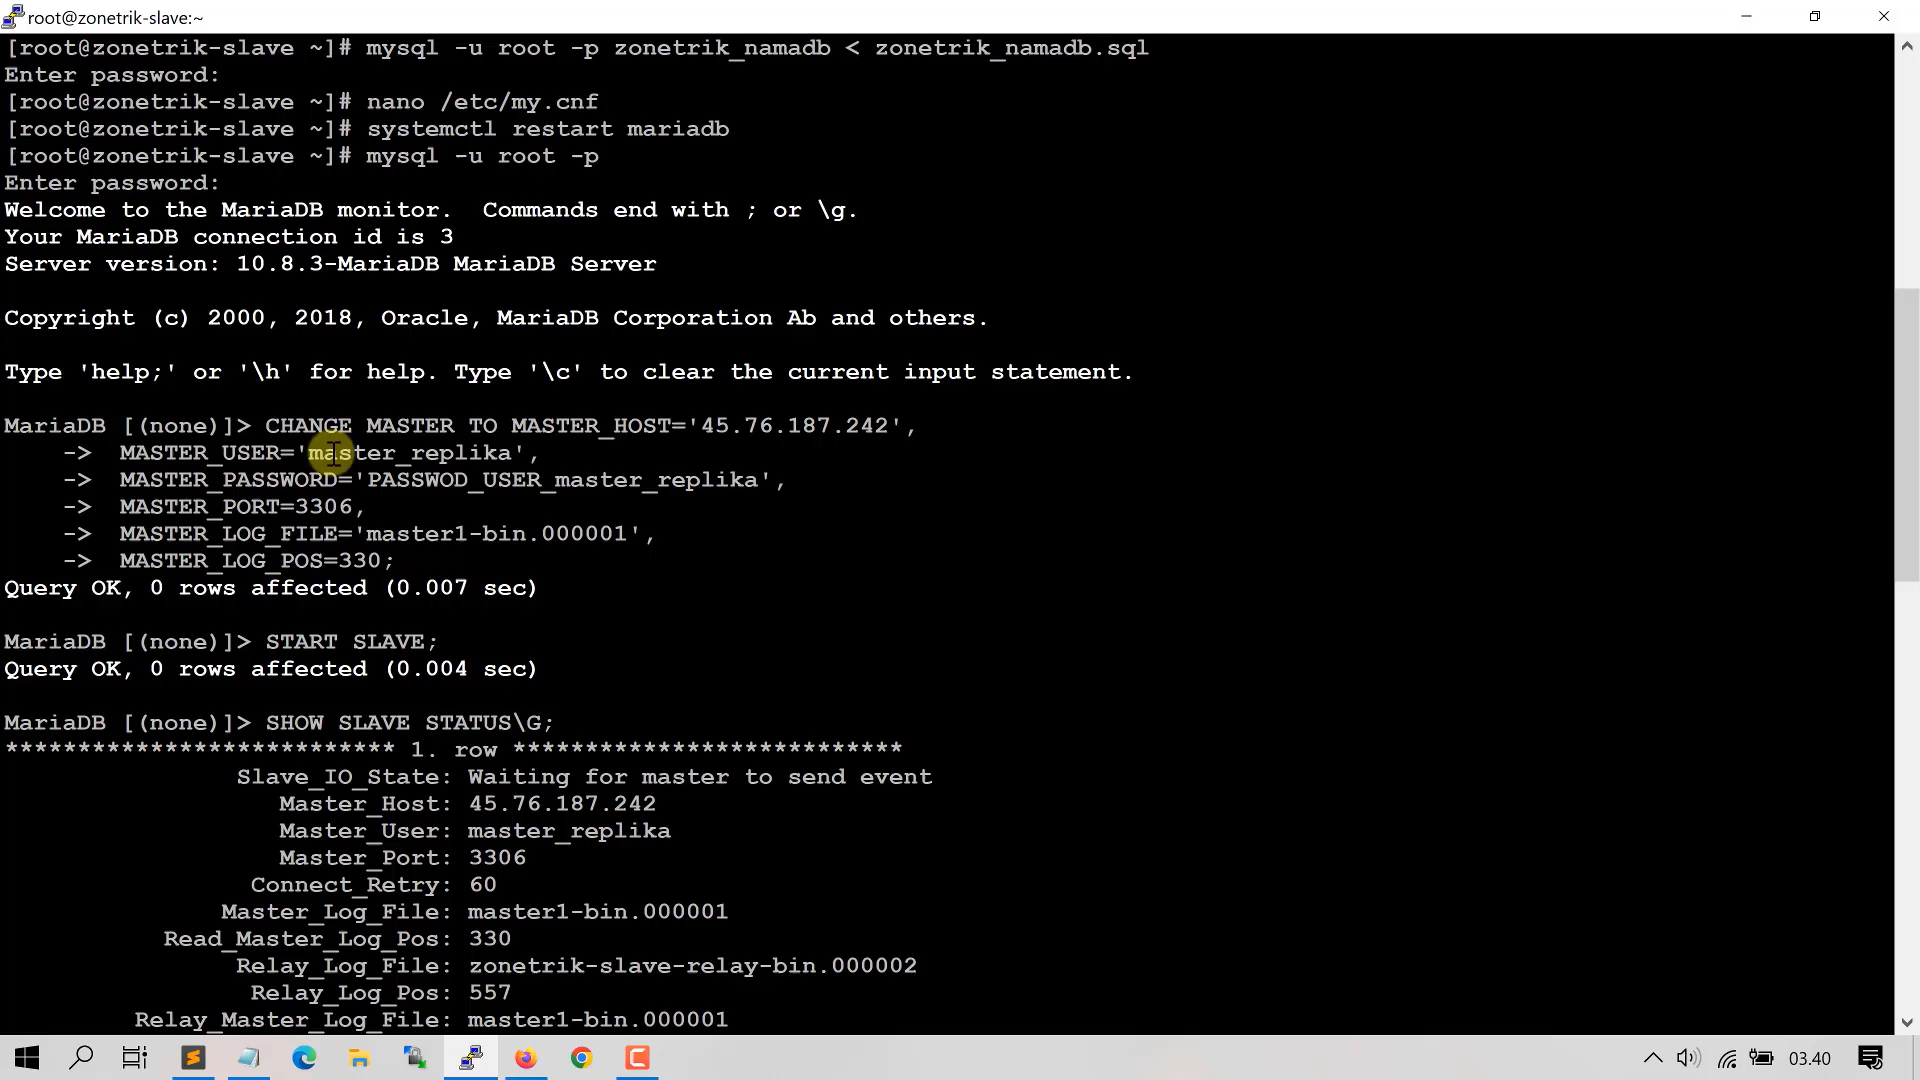 root@zonetrik-slave:~
[root@zonetrik-slave ~]# mysql -u root -p zonetrik_namadb < zonetrik_namadb.sql
Enter password:
[root@zonetrik-slave ~]# nano /etc/my.cnf
[root@zonetrik-slave ~]# systemctl restart mariadb
[root@zonetrik-slave ~]# mysql -u root -p
Enter password:
Welcome to the MariaDB monitor.  Commands end with ; or \g.
Your MariaDB connection id is 3
Server version: 10.8.3-MariaDB MariaDB Server
Copyright (c) 2000, 2018, Oracle, MariaDB Corporation Ab and others.
Type 'help;' or '\h' for help. Type '\c' to clear the current input statement.
MariaDB [(none)]> CHANGE MASTER TO MASTER_HOST='45.76.187.242',
    ->  MASTER_USER='master_replika',
    ->  MASTER_PASSWORD='PASSWOD_USER_master_replika',
    ->  MASTER_PORT=3306,
    ->  MASTER_LOG_FILE='master1-bin.000001',
    ->  MASTER_LOG_POS=330;
Query OK, 0 rows affected (0.007 sec)
MariaDB [(none)]> START SLAVE;
Query OK, 0 rows affected (0.004 sec)
MariaDB [(none)]> SHOW SLAVE STATUS\G;
*************************** 1. row ***************************
                Slave_IO_State: Waiting for master to send event
                   Master_Host: 45.76.187.242
                   Master_User: master_replika
                   Master_Port: 3306
                 Connect_Retry: 60
               Master_Log_File: master1-bin.000001
           Read_Master_Log_Pos: 330
                Relay_Log_File: zonetrik-slave-relay-bin.000002
                 Relay_Log_Pos: 557
         Relay_Master_Log_File: master1-bin.000001
03.40